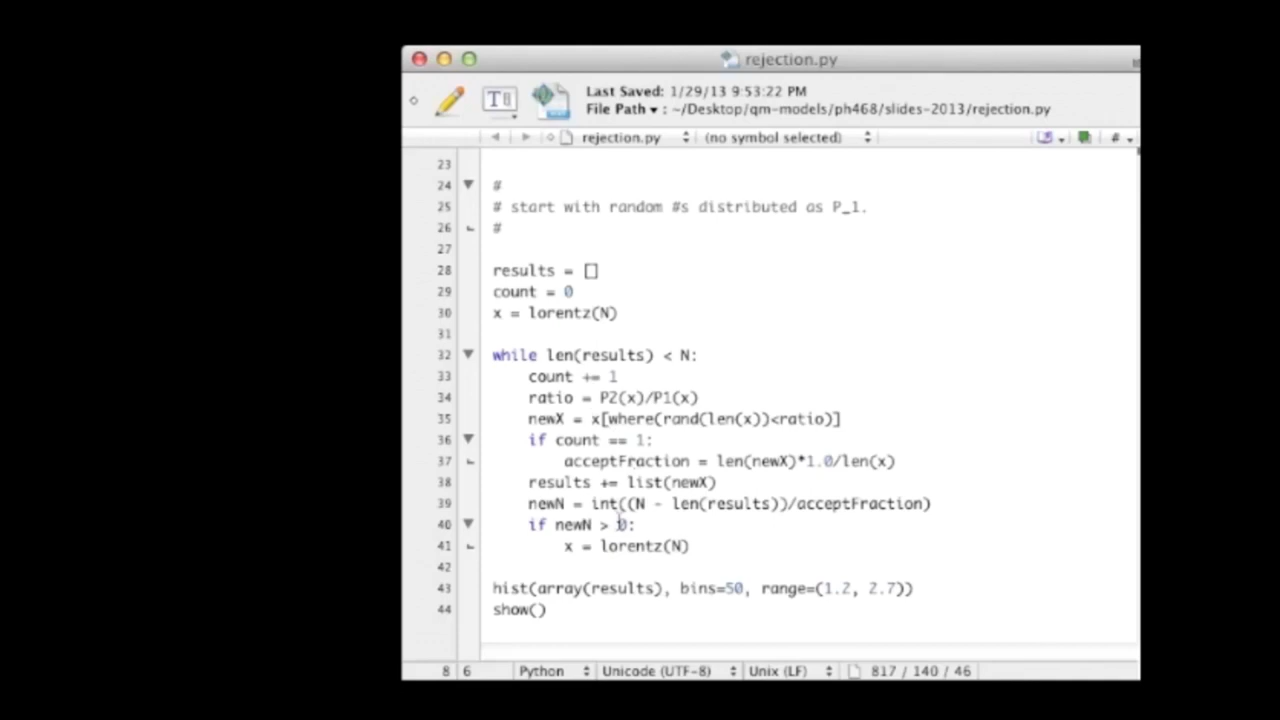 rejection.py
Last Saved: 1/29/13 9:53:22 PM
File Path ▾ : ~/Desktop/qm-models/ph468/slides-2013/rejection.py
rejection.py (no symbol selected) #
23
24 #
25 # start with random #s distributed as P_1.
26 #
27
28 results = []
29 count = 0
30 x = lorentz(N)
31
32 while len(results) < N:
33     count += 1
34     ratio = P2(x)/P1(x)
35     newX = x[where(rand(len(x))<ratio)]
36     if count == 1:
37         acceptFraction = len(newX)*1.0/len(x)
38     results += list(newX)
39     newN = int((N - len(results))/acceptFraction)
40     if newN > 0:
41         x = lorentz(N)
42
43 hist(array(results), bins=50, range=(1.2, 2.7))
44 show()
8 6 Python Unicode (UTF-8) Unix (LF) 817 / 140 / 46